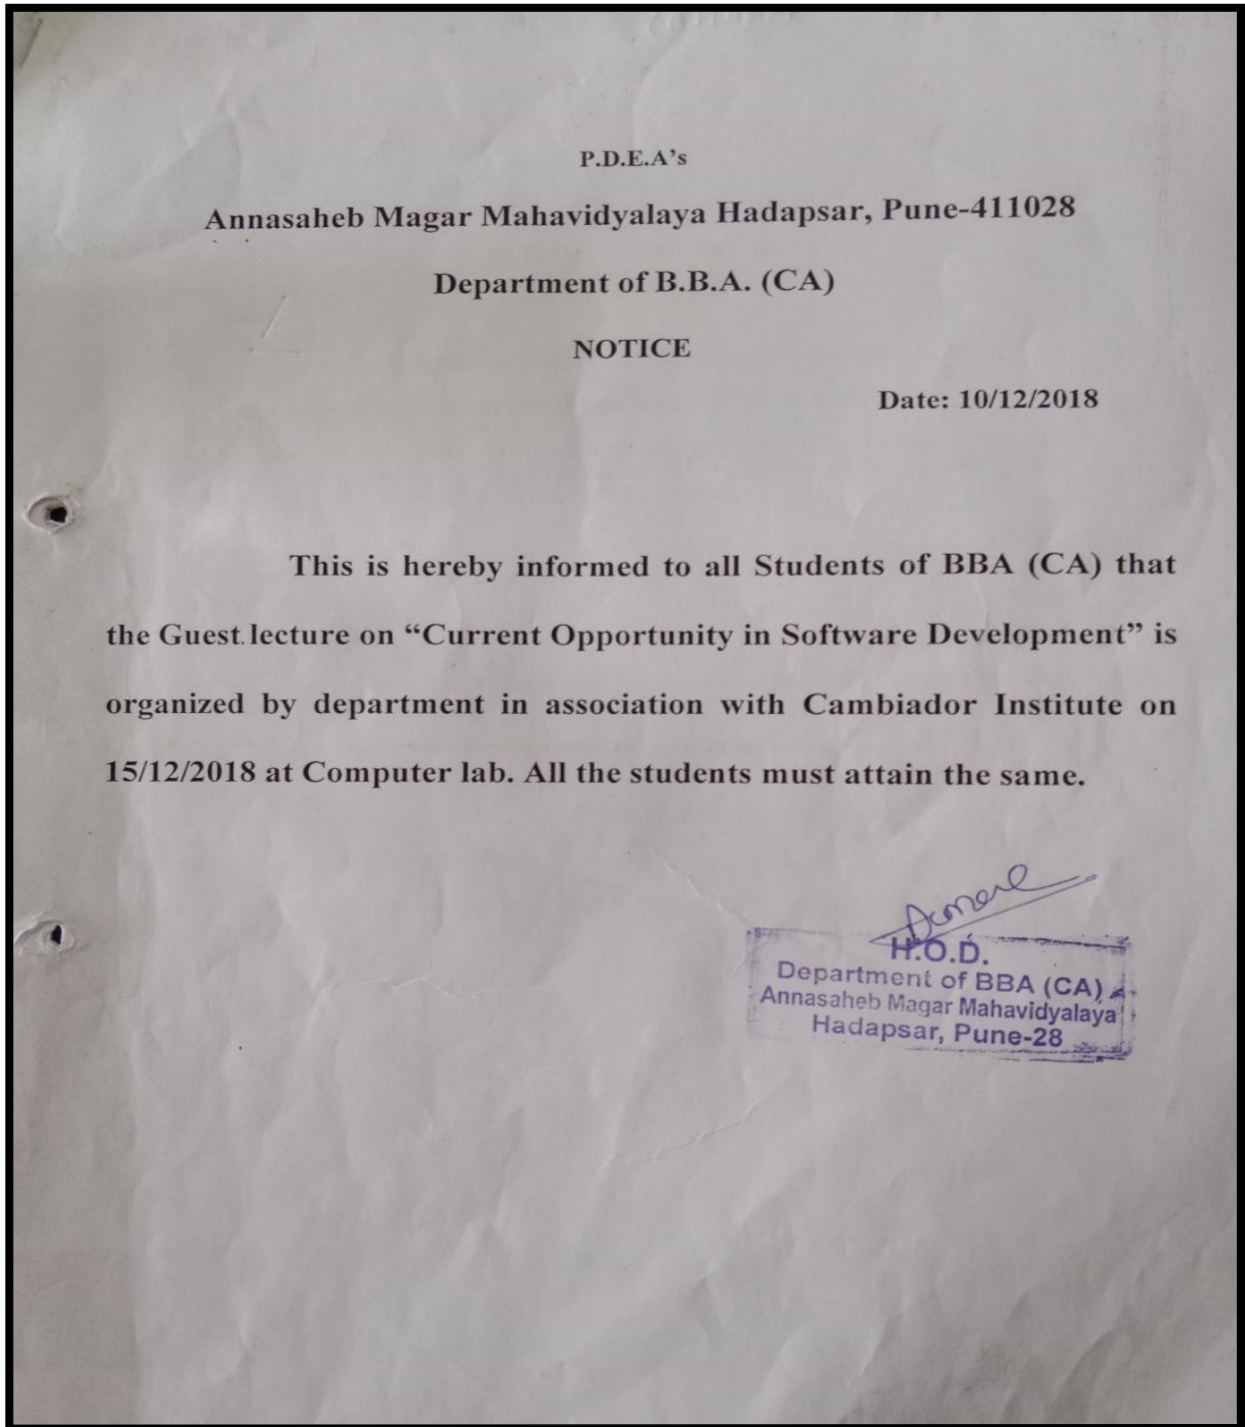 P.D.E.A’s
Annasaheb Magar Mahavidyalaya Hadapsar, Pune-411028
Department of B.B.A. (CA)
NOTICE
Date: 10/12/2018
This is hereby informed to all Students of BBA (CA) that
the Guest lecture on “Current Opportunity in Software Development” is
organized by department in association with Cambiador Institute on
15/12/2018 at Computer lab. All the students must attain the same.
H.O.D.
Department of BBA (CA)
Annasaheb Magar Mahavidyalaya
Hadapsar, Pune-28